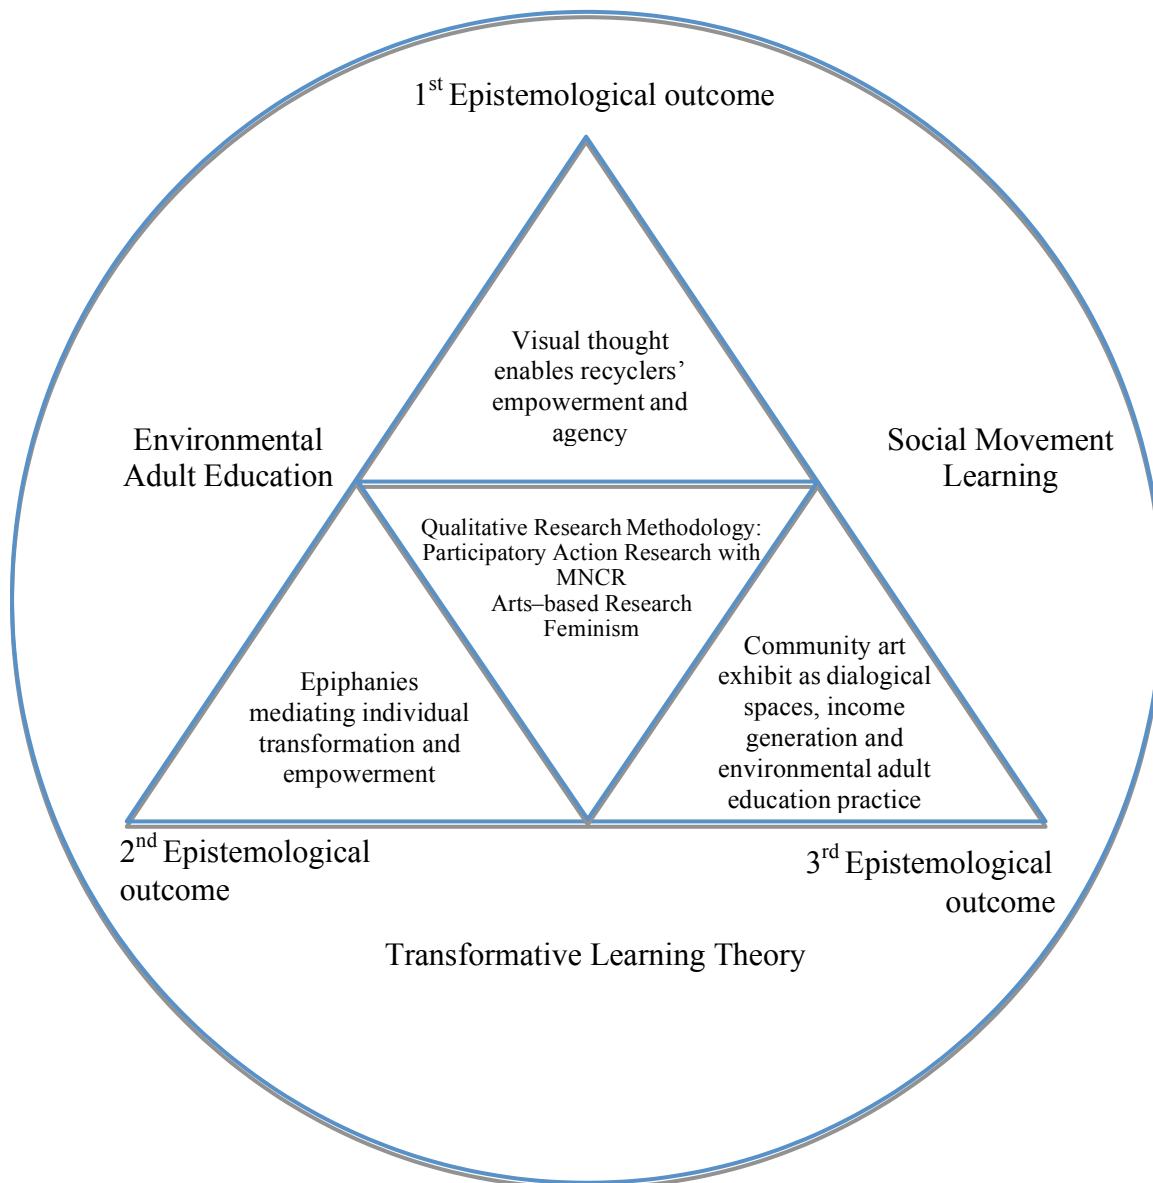 1st Epistemological outcome
Visual thought
enables recyclers’
empowerment and
agency
Environmental
Adult Education
Social Movement
Learning
Qualitative Research Methodology:
Participatory Action Research with
MNCR
Arts–based Research
Feminism
Epiphanies
mediating individual
transformation and
empowerment
Community art
exhibit as dialogical
spaces, income
generation and
environmental adult
education practice
2nd Epistemological
outcome
3rd Epistemological
outcome
Transformative Learning Theory